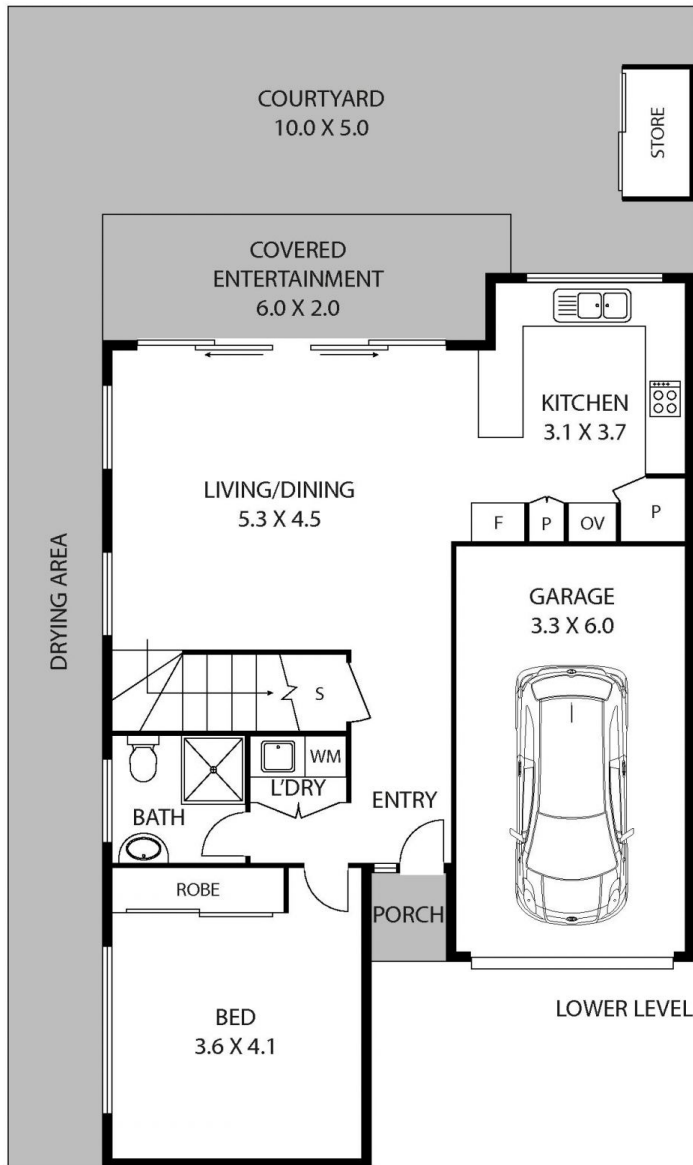 COURTYARD
10.0 X 5.0
STORE
COVERED
ENTERTAINMENT
6.0 X 2.0
KITCHEN
3.1 X 3.7
LIVING/DINING
5.3 X 4.5
F
P
OV
P
DRYING AREA
GARAGE
3.3 X 6.0
S
WM
L'DRY
BATH
ENTRY
ROBE
PORCH
BED
3.6 X 4.1
LOWER LEVEL